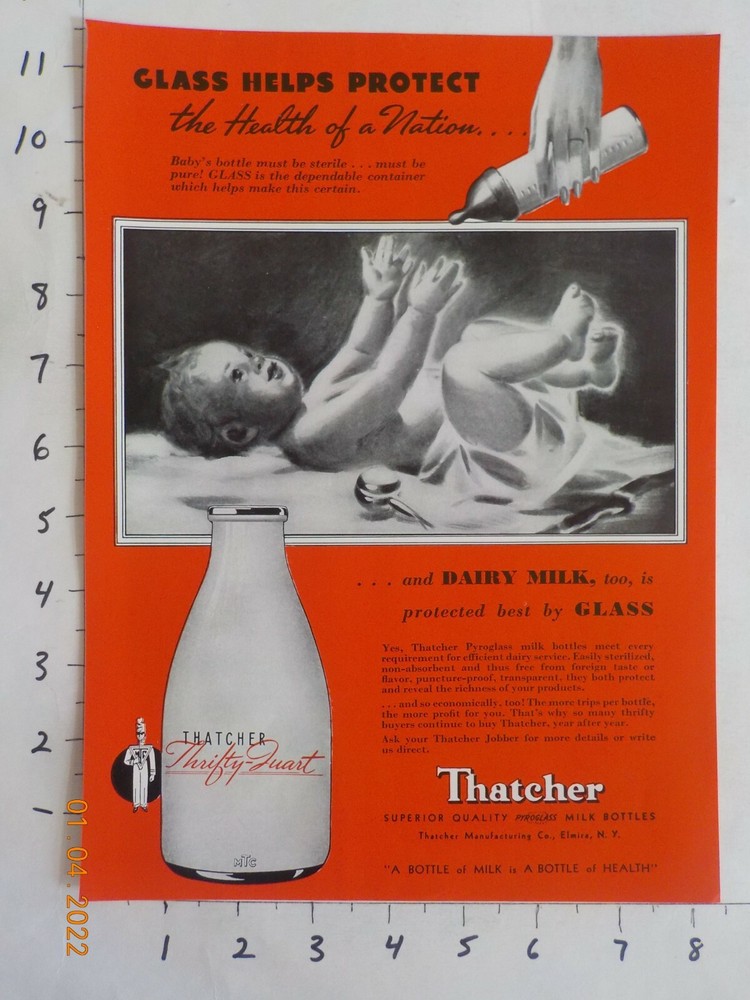 11
10
9
8
7
6
5
4
3
2
1
GLASS HELPS PROTECT
the Health of a Nation....
Baby's bottle must be sterile . . . must be
pure! GLASS is the dependable container
which helps make this certain.
. . . and DAIRY MILK, too, is
protected best by GLASS
Yes, Thatcher Pyroglass milk bottles meet every
requirement for efficient dairy service. Easily sterilized,
non-absorbent and thus free from foreign taste or
flavor, puncture-proof, transparent, they both protect
and reveal the richness of your products.
. . . and so economically, too! The more trips per bottle,
the more profit for you. That's why so many thrifty
buyers continue to buy Thatcher, year after year.
Ask your Thatcher Jobber for more details or write
us direct.
THATCHER
Thrifty-Quart
MTC
Thatcher
SUPERIOR QUALITY PYROGLASS MILK BOTTLES
Thatcher Manufacturing Co., Elmira, N. Y.
"A BOTTLE of MILK is A BOTTLE of HEALTH"
01.04.2022
1 2 3 4 5 6 7 8